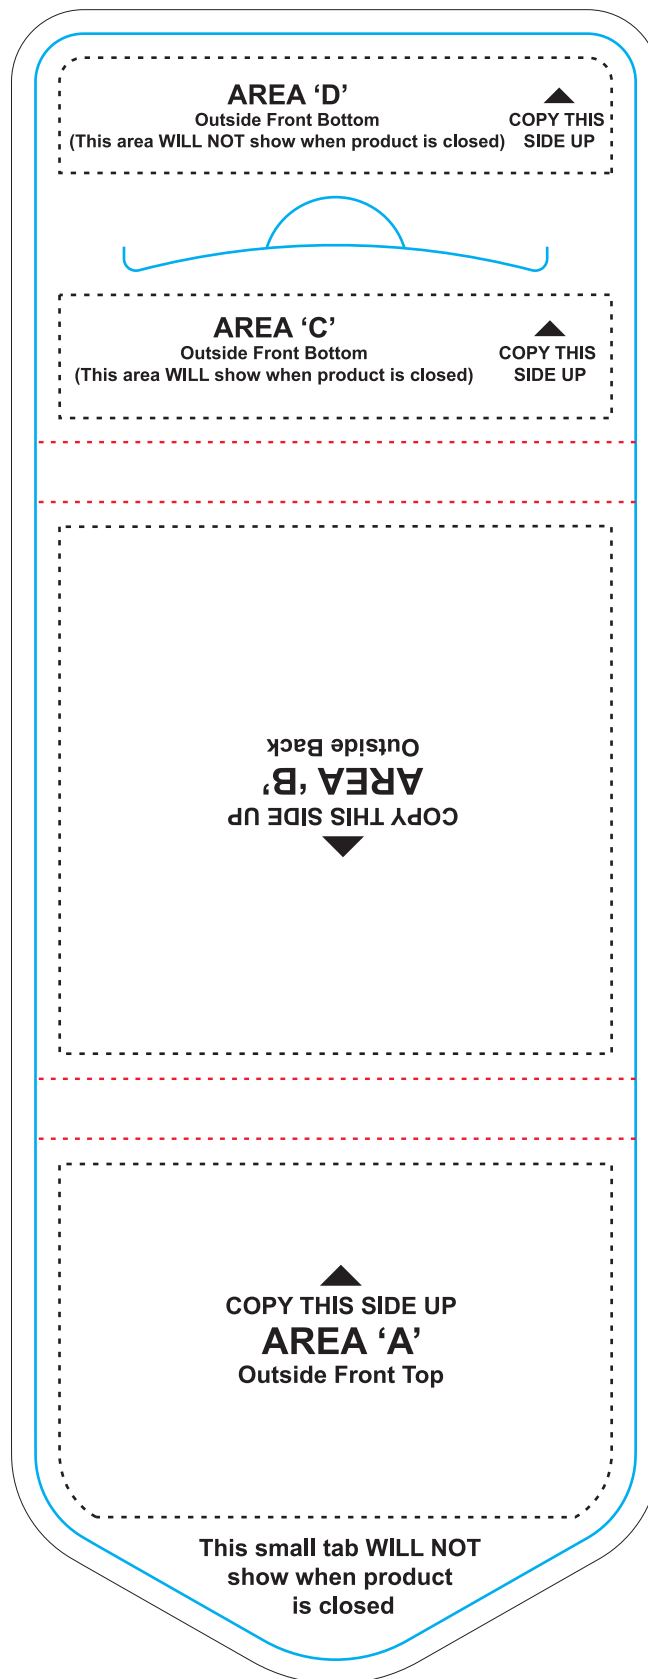 AREA ‘D’
Outside Front Bottom
(This area WILL NOT show when product is closed)
COPY THIS
SIDE UP
AREA ‘C’
Outside Front Bottom
(This area WILL show when product is closed)
COPY THIS
SIDE UP
COPY THIS SIDE UP
AREA ‘B’
Outside Back
COPY THIS SIDE UP
AREA ‘A’
Outside Front Top
This small tab WILL NOT
show when product
is closed